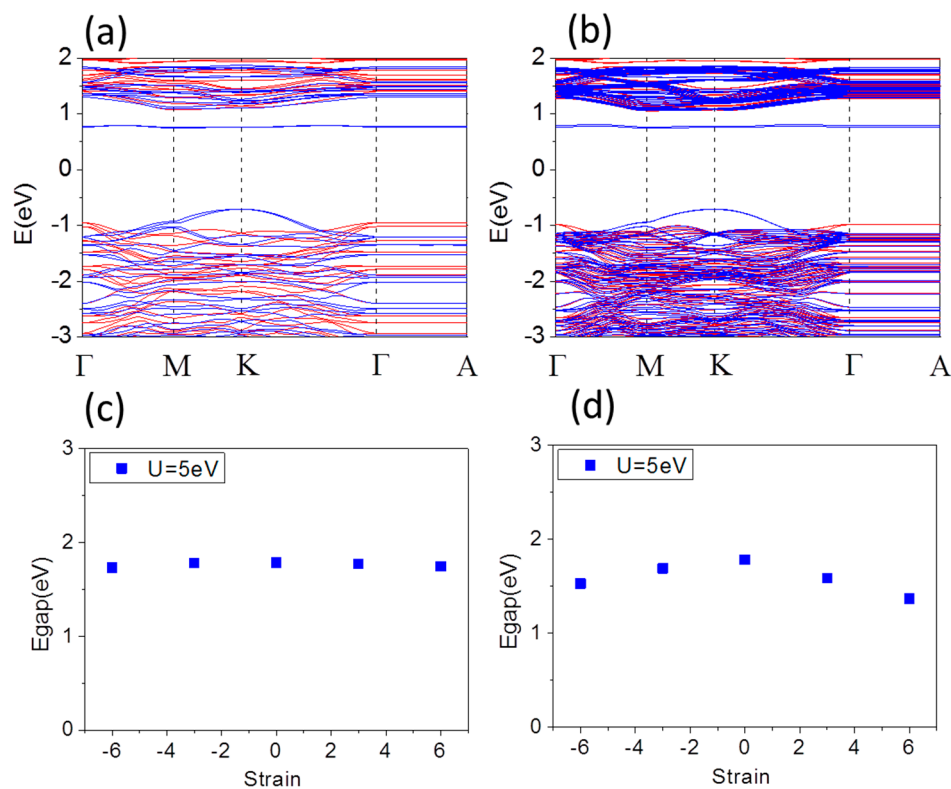 (a)
(b)
2
1
0
-1
-2
-3
E(eV)
Γ M K Γ A
2
1
0
-1
-2
-3
E(eV)
Γ M K Γ A
(c)
(d)
3
2
1
0
Egap(eV)
U=5eV
-6 -4 -2 0 2 4 6
Strain
3
2
1
0
Egap(eV)
U=5eV
-6 -4 -2 0 2 4 6
Strain